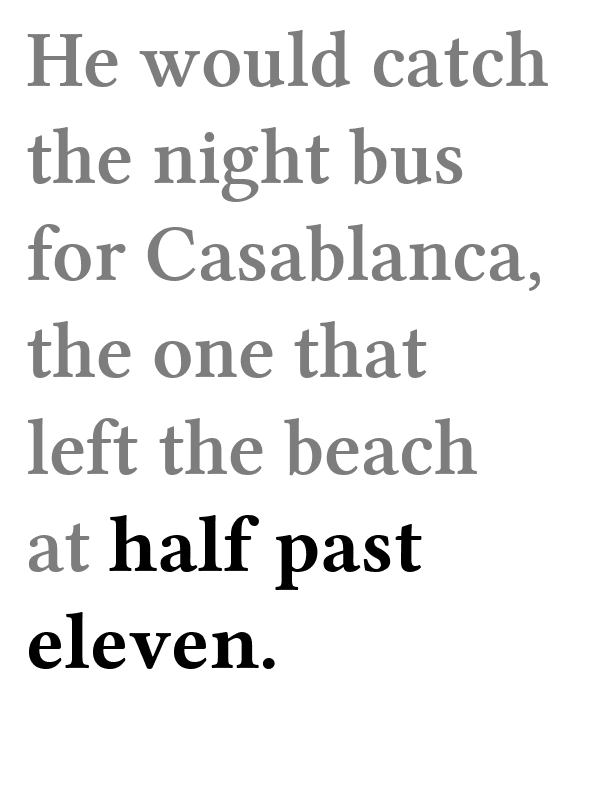 He would catch
the night bus
for Casablanca,
the one that
left the beach
at half past
eleven.